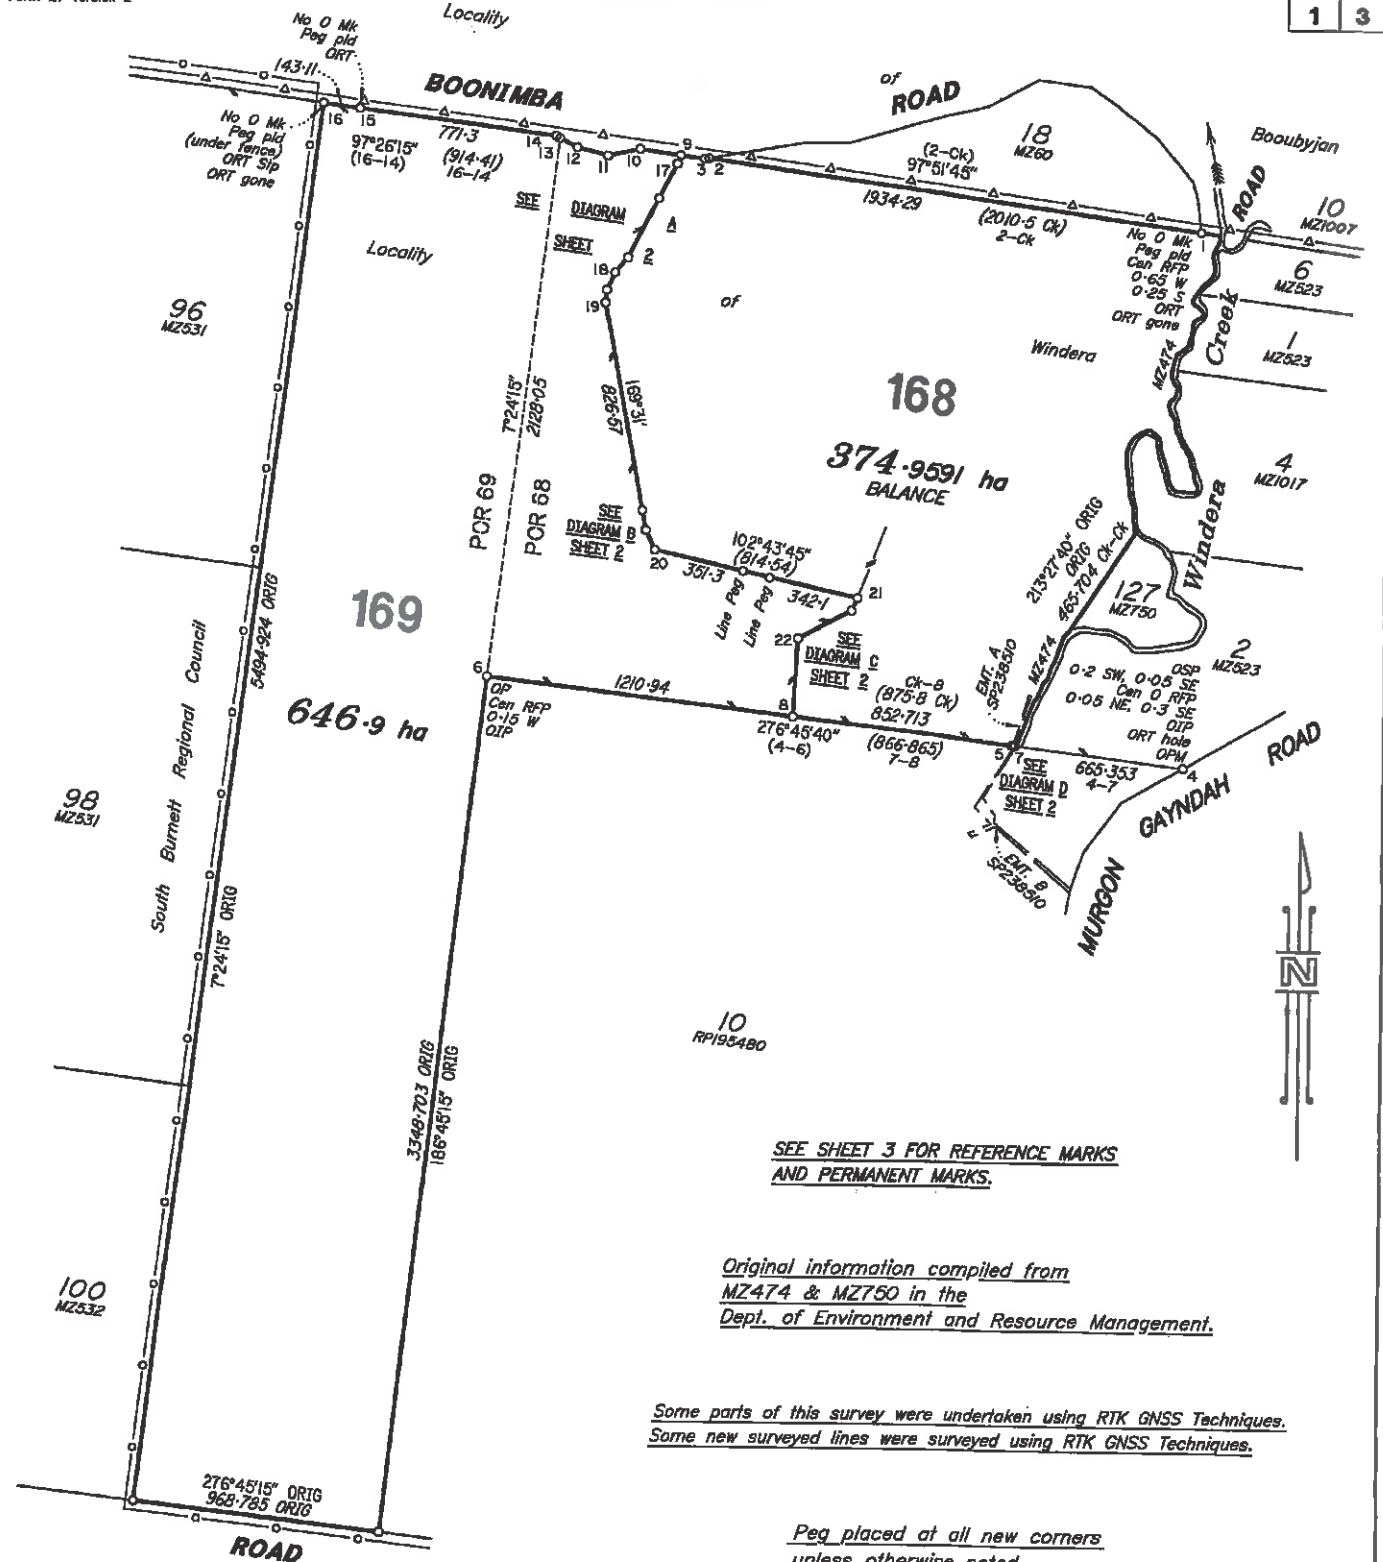 Locality
1 3
No O Mk
Peg pld
ORT
143·11
BOONIMBA
of
ROAD
No O Mk
Peg pld
(under fence)
ORT Slp
ORT gone
16
15
97°26'15"
(16-14)
771·3
(914·41)
16-14
14
13
12
11
10
9
17
3
2
18
MZ60
(2-Ck)
97°51'45"
1934·29
(2010·5 Ck)
2-Ck
Booubyjan
ROAD
10
MZ1007
1
No O Mk
Peg pld
Cen RFP
0·65 W
0·25 S
ORT
ORT gone
6
MZ523
1
MZ523
MZ474
Creek
SEE DIAGRAM A
SHEET 2
18
19
Locality
of
Windera
96
MZ531
168
374·9591 ha
BALANCE
169°31'
826·57
7°24'15"
2128·05
POR 69
POR 68
4
MZ1017
Windera
SEE
DIAGRAM B
SHEET 2
20
102°43'45"
(814·54)
351·3
Line Peg
Line Peg
342·1
21
22
213°27'40" ORIG
ORIG
465·704 Ck-Ck
MZ474
127
MZ750
2
MZ523
169
646·9 ha
5494·924 ORIG
South Burnett Regional Council
6
OP
Cen RFP
0·15 W
OIP
1210·94
8
276°45'40"
(4-6)
SEE
DIAGRAM C
SHEET 2
Ck-8
(875·8 Ck)
852·713
(866·865)
7-8
EMT. A
SP238510
OSP
0·2 SW, 0·05 SE
Cen O RFP
0·05 NE, 0·3 SE
OIP
ORT hole
OPM
4
5
7
665·353
4-7
SEE
DIAGRAM D
SHEET 2
EMT. B
SP238510
MURGON GAYNDAH ROAD
98
MZ531
7°24'15" ORIG
N
10
RP195480
3348·703 ORIG
186°45'15" ORIG
SEE SHEET 3 FOR REFERENCE MARKS
AND PERMANENT MARKS.
Original information compiled from
MZ474 & MZ750 in the
Dept. of Environment and Resource Management.
100
MZ532
Some parts of this survey were undertaken using RTK GNSS Techniques.
Some new surveyed lines were surveyed using RTK GNSS Techniques.
276°45'15" ORIG
968·785 ORIG
ROAD
Peg placed at all new corners
unless otherwise noted